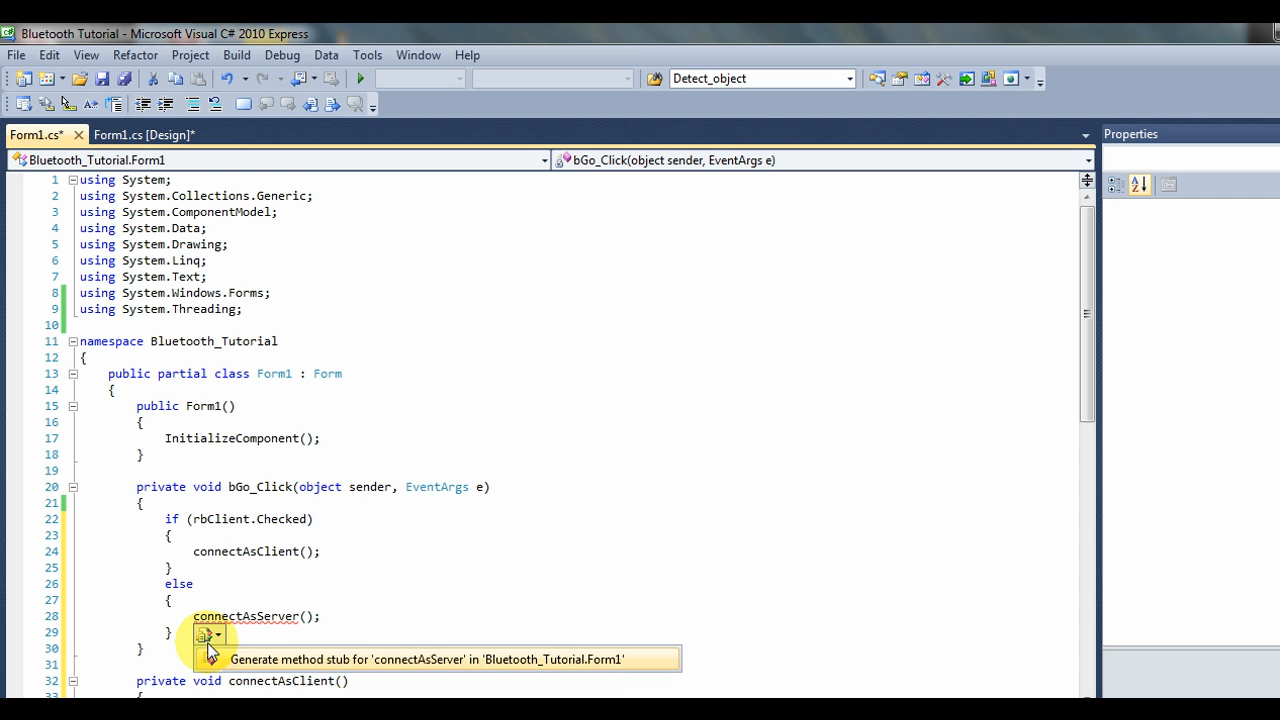 Bluetooth Tutorial - Microsoft Visual C# 2010 Express
File Edit View Refactor Project Build Debug Data Tools Window Help
Detect_object
Form1.cs* Form1.cs [Design]*
Properties
Bluetooth_Tutorial.Form1 bGo_Click(object sender, EventArgs e)
1 using System;
2 using System.Collections.Generic;
3 using System.ComponentModel;
4 using System.Data;
5 using System.Drawing;
6 using System.Linq;
7 using System.Text;
8 using System.Windows.Forms;
9 using System.Threading;
10
11 namespace Bluetooth_Tutorial
12 {
13 public partial class Form1 : Form
14 {
15 public Form1()
16 {
17 InitializeComponent();
18 }
19
20 private void bGo_Click(object sender, EventArgs e)
21 {
22 if (rbClient.Checked)
23 {
24 connectAsClient();
25 }
26 else
27 {
28 connectAsServer();
29 }
30 }
Generate method stub for 'connectAsServer' in 'Bluetooth_Tutorial.Form1'
31
32 private void connectAsClient()
33 {